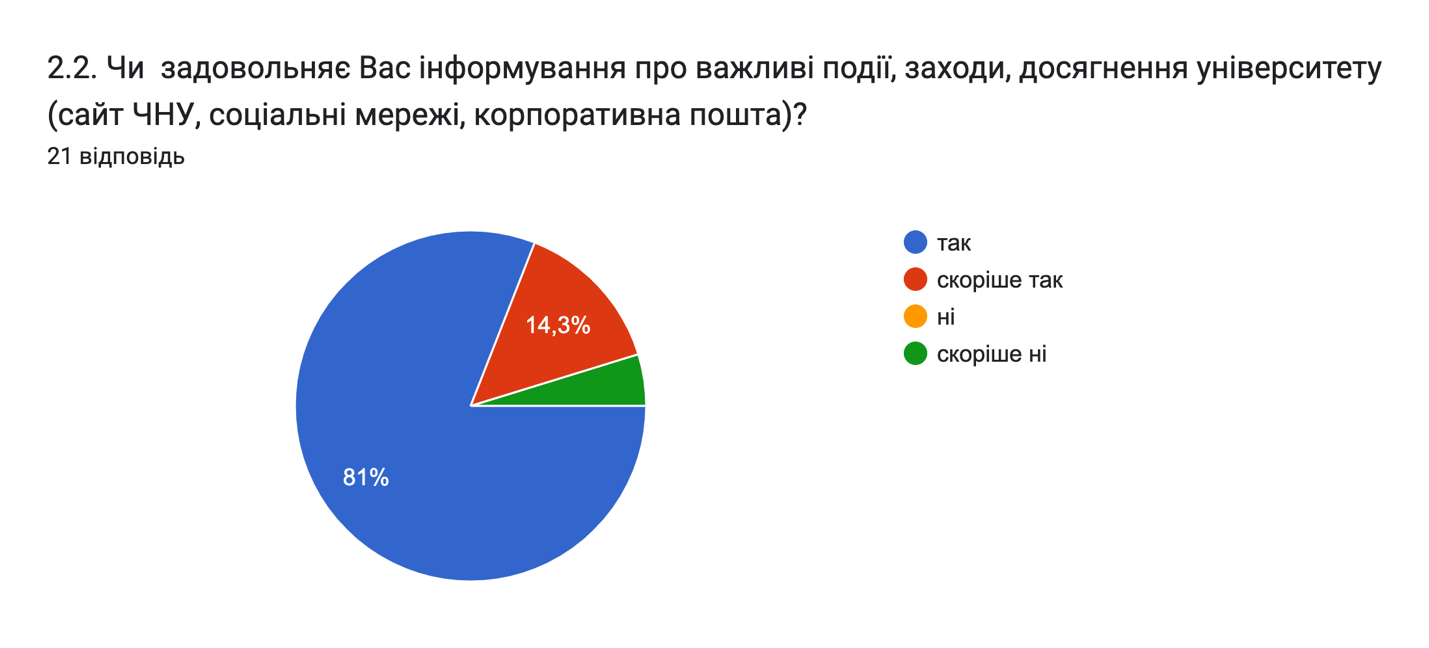 2.2. Чи  задовольняє Вас інформування про важливі події, заходи, досягнення університету
(сайт ЧНУ, соціальні мережі, корпоративна пошта)?
21 відповідь
так
скоріше так
ні
скоріше ні
14,3%
81%